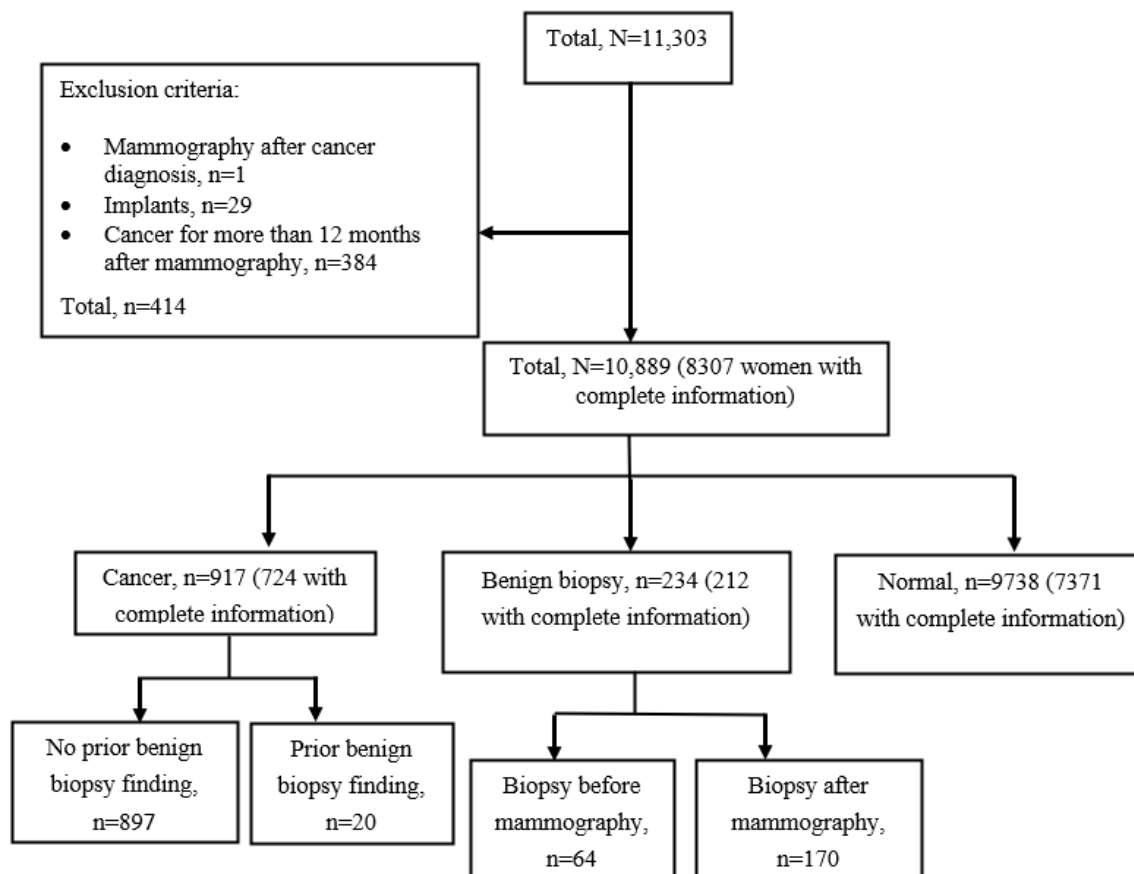 Total, N=11,303
Exclusion criteria:
• Mammography after cancer
diagnosis, n=1
• Implants, n=29
• Cancer for more than 12 months
after mammography, n=384
Total, n=414
Total, N=10,889 (8307 women with
complete information)
Cancer, n=917 (724 with
complete information)
Benign biopsy, n=234 (212
with complete information)
Normal, n=9738 (7371
with complete information)
No prior benign
biopsy finding,
n=897
Prior benign
biopsy finding,
n=20
Biopsy before
mammography,
n=64
Biopsy after
mammography,
n=170